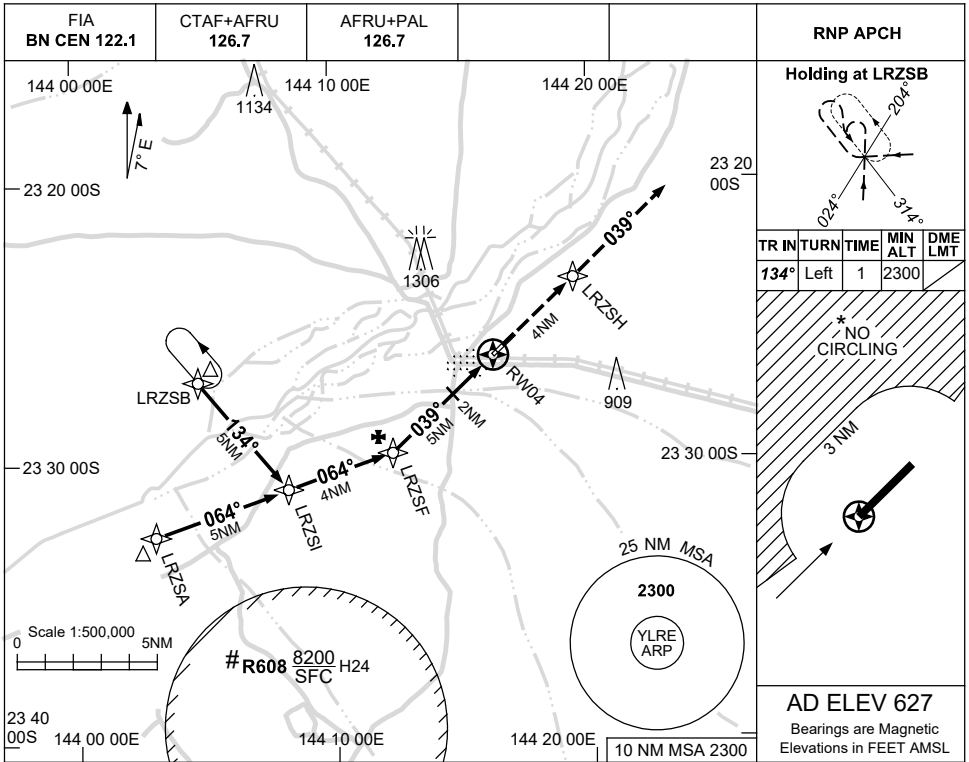 FIA
BN CEN 122.1
CTAF+AFRU
126.7
AFRU+PAL
126.7
RNP APCH
144 00 00E
144 10 00E
144 20 00E
1134
7° E
23 20 00S
23 20
00S
1306
039°
LRZSH
4NM
RW04
909
LRZSB
134°
5NM
039°
5NM
2NM
23 30 00S
23 30 00S
064°
4NM
LRZSF
064°
5NM
LRZSI
LRZSA
Scale 1:500,000
0
5NM
#R608 8200
SFC
H24
25 NM MSA
2300
YLRE
ARP
23 40
00S
144 00 00E
144 10 00E
144 20 00E
10 NM MSA 2300
Holding at LRZSB
204°
024°
314°
TR IN
TURN
TIME
MIN
ALT
DME
LMT
134°
Left
1
2300
*NO
CIRCLING
3 NM
AD ELEV 627
Bearings are Magnetic
Elevations in FEET AMSL